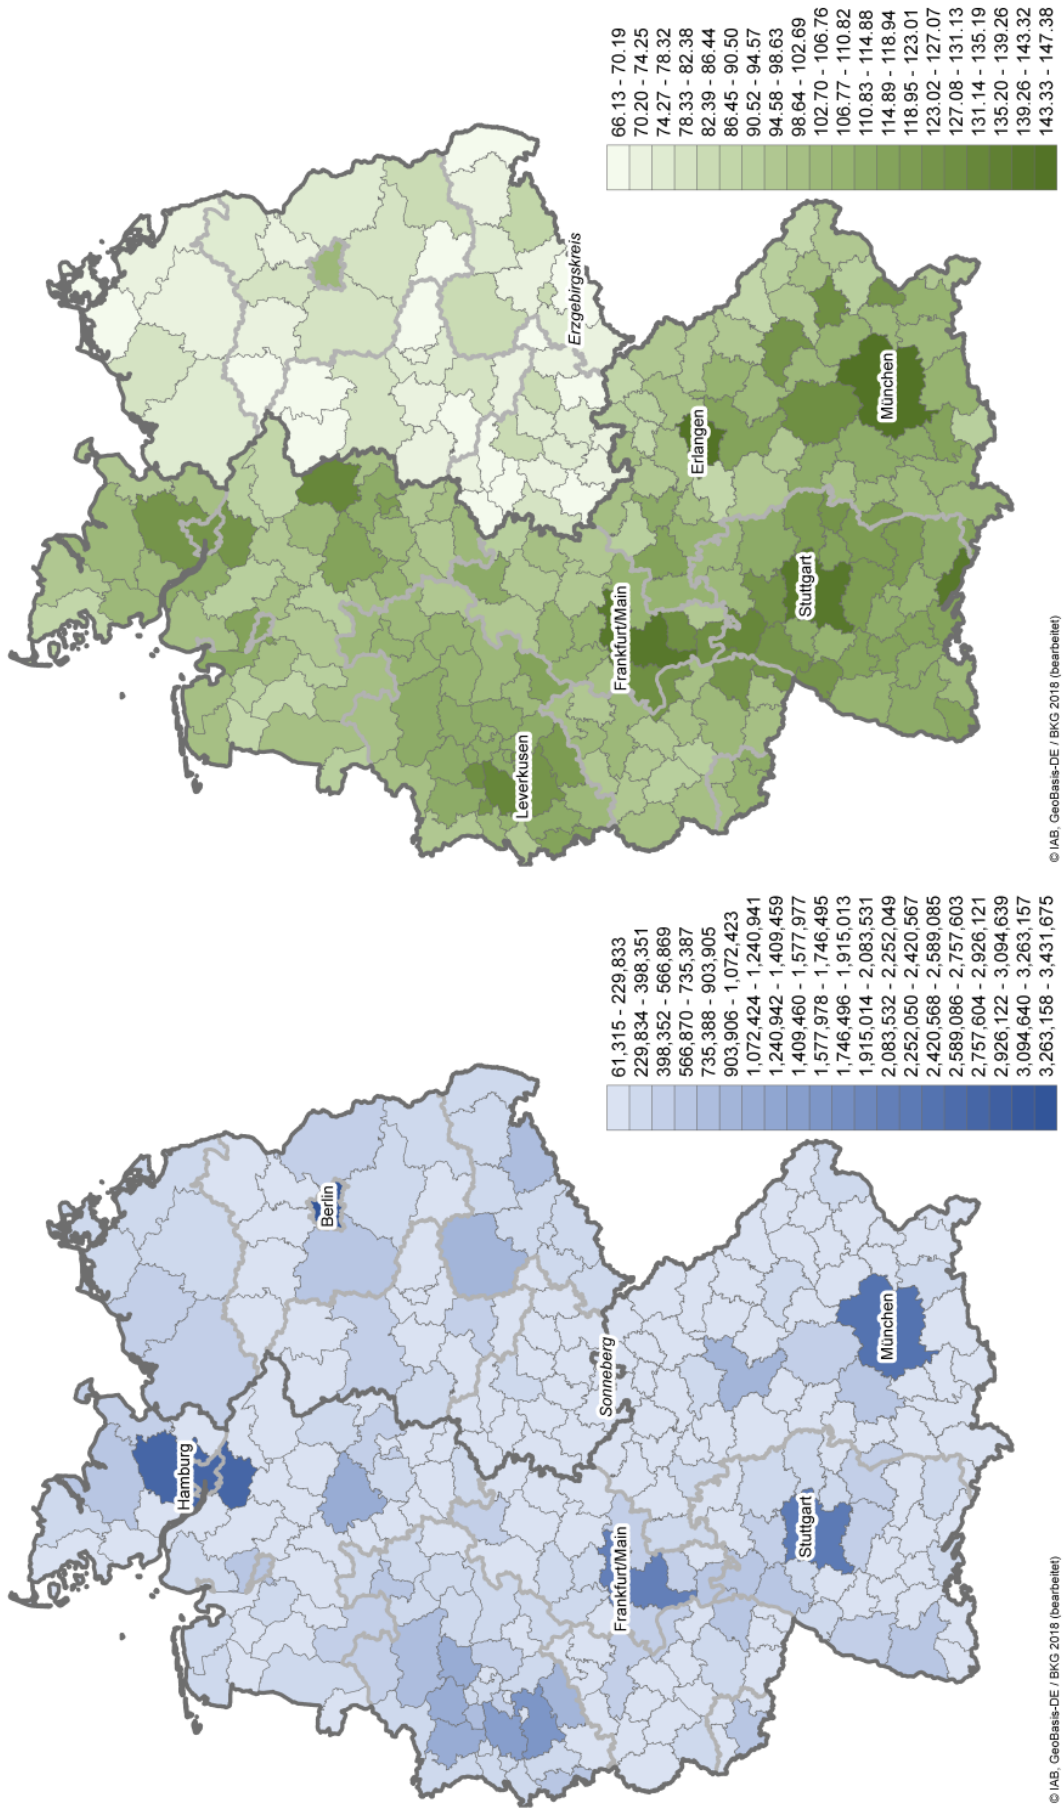 Hamburg
Berlin
Sonneberg
Frankfurt/Main
Stuttgart
München
61,315 - 229,833
229,834 - 398,351
398,352 - 566,869
566,870 - 735,387
735,388 - 903,905
903,906 - 1,072,423
1,072,424 - 1,240,941
1,240,942 - 1,409,459
1,409,460 - 1,577,977
1,577,978 - 1,746,495
1,746,496 - 1,915,013
1,915,014 - 2,083,531
2,083,532 - 2,252,049
2,252,050 - 2,420,567
2,420,568 - 2,589,085
2,589,086 - 2,757,603
2,757,604 - 2,926,121
2,926,122 - 3,094,639
3,094,640 - 3,263,157
3,263,158 - 3,431,675
© IAB, GeoBasis-DE / BKG 2018 (bearbeitet)
Leverkusen
Erzgebirgskreis
Frankfurt/Main
Erlangen
Stuttgart
München
66.13 - 70.19
70.20 - 74.25
74.27 - 78.32
78.33 - 82.38
82.39 - 86.44
86.45 - 90.50
90.52 - 94.57
94.58 - 98.63
98.64 - 102.69
102.70 - 106.76
106.77 - 110.82
110.83 - 114.88
114.89 - 118.94
118.95 - 123.01
123.02 - 127.07
127.08 - 131.13
131.14 - 135.19
135.20 - 139.26
139.26 - 143.32
143.33 - 147.38
© IAB, GeoBasis-DE / BKG 2018 (bearbeitet)